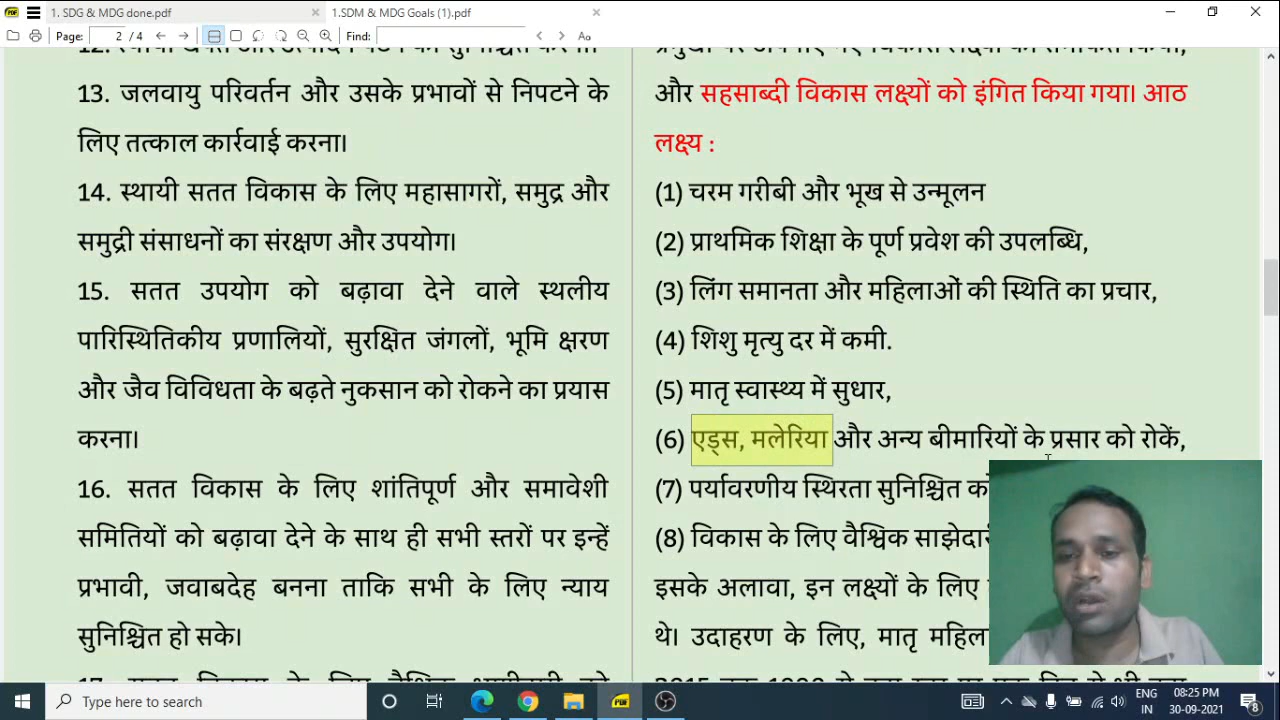 1. SDG & MDG done.pdf
1.SDM & MDG Goals (1).pdf
Page: 2 / 4
Find:
Aa
13. जलवायु परिवर्तन और उसके प्रभावों से निपटने के
लिए तत्काल कार्रवाई करना।
14. स्थायी सतत विकास के लिए महासागरों, समुद्र और
समुद्री संसाधनों का संरक्षण और उपयोग।
15. सतत उपयोग को बढ़ावा देने वाले स्थलीय
पारिस्थितिकीय प्रणालियों, सुरक्षित जंगलों, भूमि क्षरण
और जैव विविधता के बढ़ते नुकसान को रोकने का प्रयास
करना।
16. सतत विकास के लिए शांतिपूर्ण और समावेशी
समितियों को बढ़ावा देने के साथ ही सभी स्तरों पर इन्हें
प्रभावी, जवाबदेह बनना ताकि सभी के लिए न्याय
सुनिश्चित हो सके।
और सहसाब्दी विकास लक्ष्यों को इंगित किया गया। आठ
लक्ष्य :
(1) चरम गरीबी और भूख से उन्मूलन
(2) प्राथमिक शिक्षा के पूर्ण प्रवेश की उपलब्धि,
(3) लिंग समानता और महिलाओं की स्थिति का प्रचार,
(4) शिशु मृत्यु दर में कमी.
(5) मातृ स्वास्थ्य में सुधार,
(6) एड्स, मलेरिया और अन्य बीमारियों के प्रसार को रोकें,
(7) पर्यावरणीय स्थिरता सुनिश्चित
(8) विकास के लिए वैश्विक
इसके अलावा, इन लक्ष्यों के लिए
थे। उदाहरण के लिए, मातृ
Type here to search
ENG
IN
08:25 PM
30-09-2021
8